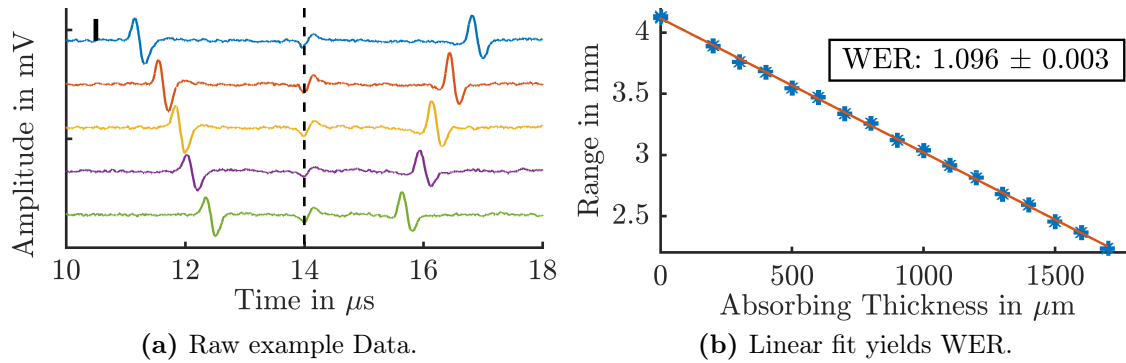 Amplitude in mV
10 12 14 16 18
Time in μs
(a) Raw example Data.
Range in mm
4
3.5
3
2.5
WER: 1.096 ± 0.003
0 500 1000 1500
Absorbing Thickness in μm
(b) Linear fit yields WER.